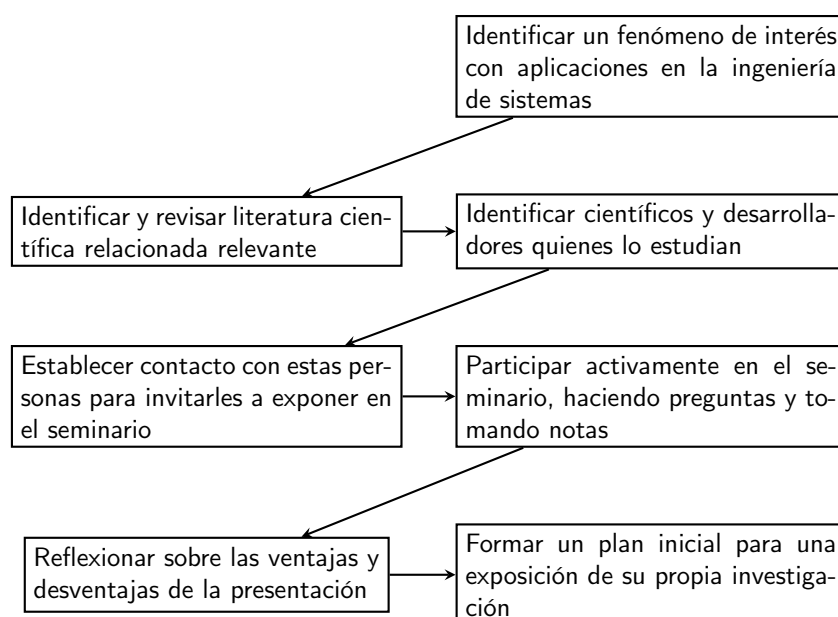 Identificar un fenómeno de interés
con aplicaciones en la ingeniería
de sistemas
Identificar y revisar literatura cien-
tífica relacionada relevante
Identificar científicos y desarrolla-
dores quienes lo estudian
Establecer contacto con estas per-
sonas para invitarles a exponer en
el seminario
Participar activamente en el se-
minario, haciendo preguntas y to-
mando notas
Reflexionar sobre las ventajas y
desventajas de la presentación
Formar un plan inicial para una
exposición de su propia investiga-
ción